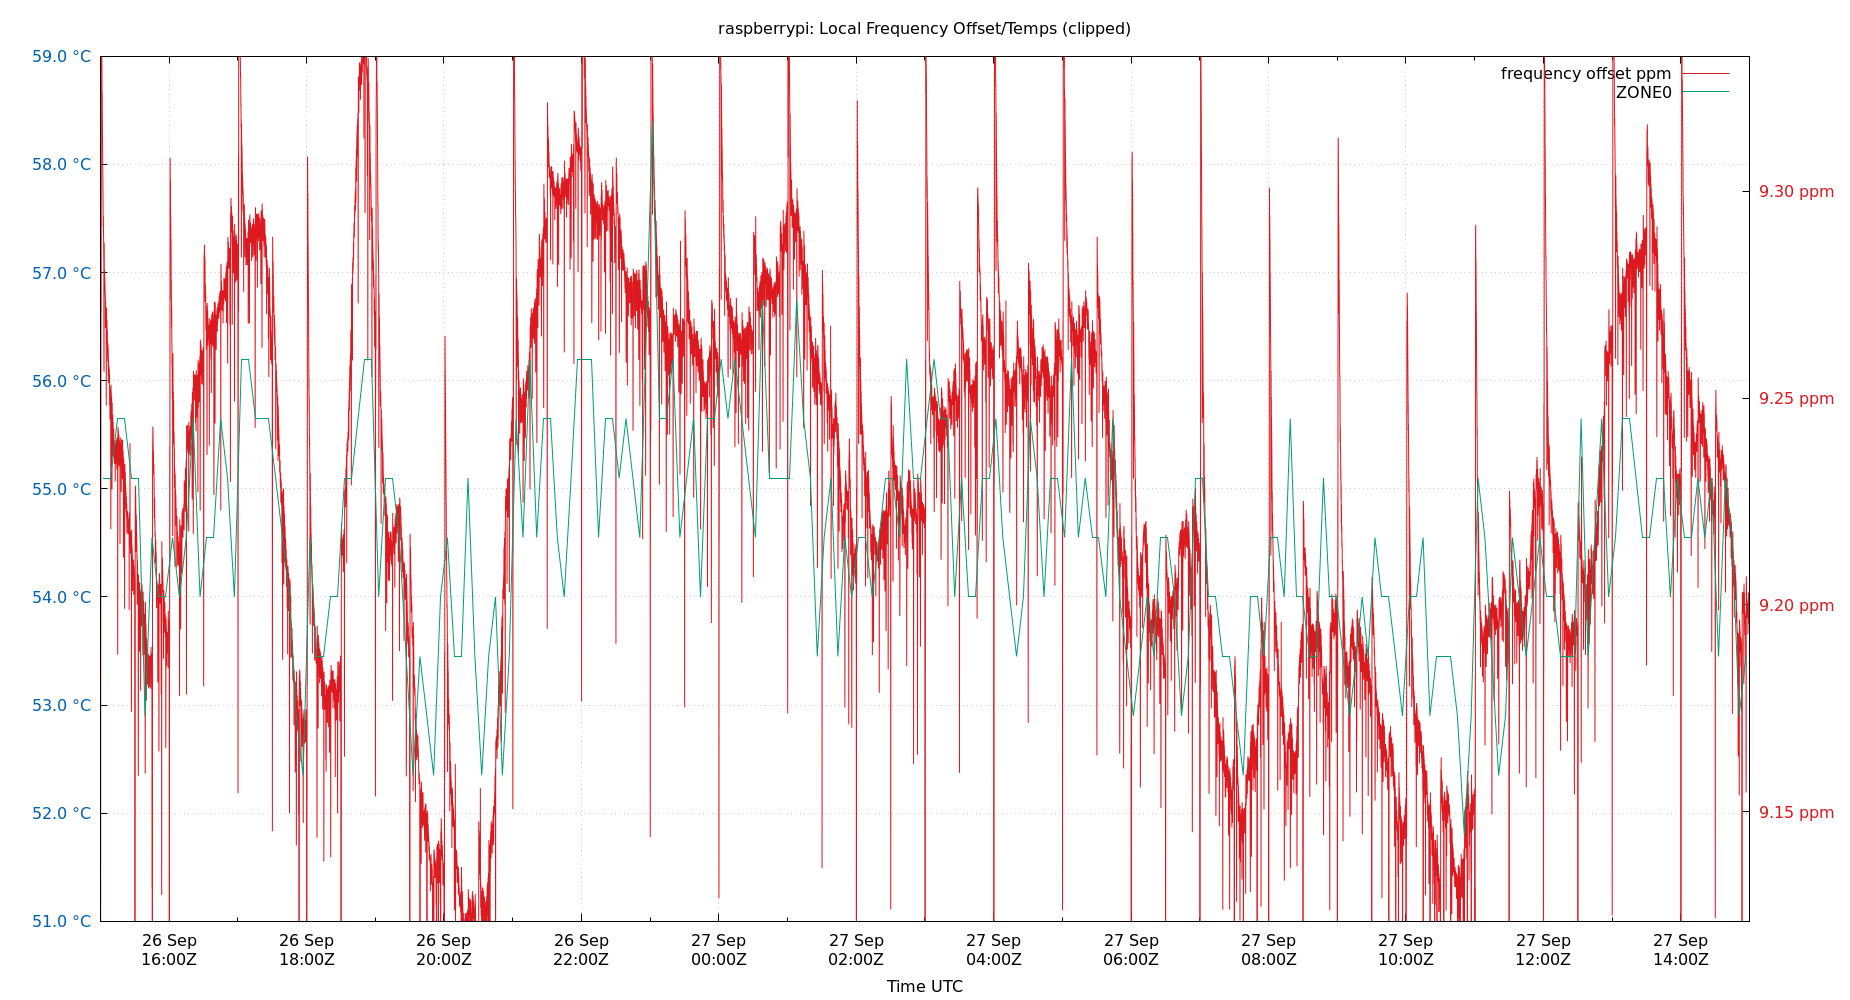 raspberrypi: Local Frequency Offset/Temps (clipped)
59.0 °C
58.0 °C
57.0 °C
56.0 °C
55.0 °C
54.0 °C
53.0 °C
52.0 °C
51.0 °C
frequency offset ppm
ZONE0
9.30 ppm
9.25 ppm
9.20 ppm
9.15 ppm
26 Sep
16:00Z
26 Sep
18:00Z
26 Sep
20:00Z
26 Sep
22:00Z
27 Sep
00:00Z
27 Sep
02:00Z
27 Sep
04:00Z
27 Sep
06:00Z
27 Sep
08:00Z
27 Sep
10:00Z
27 Sep
12:00Z
27 Sep
14:00Z
Time UTC